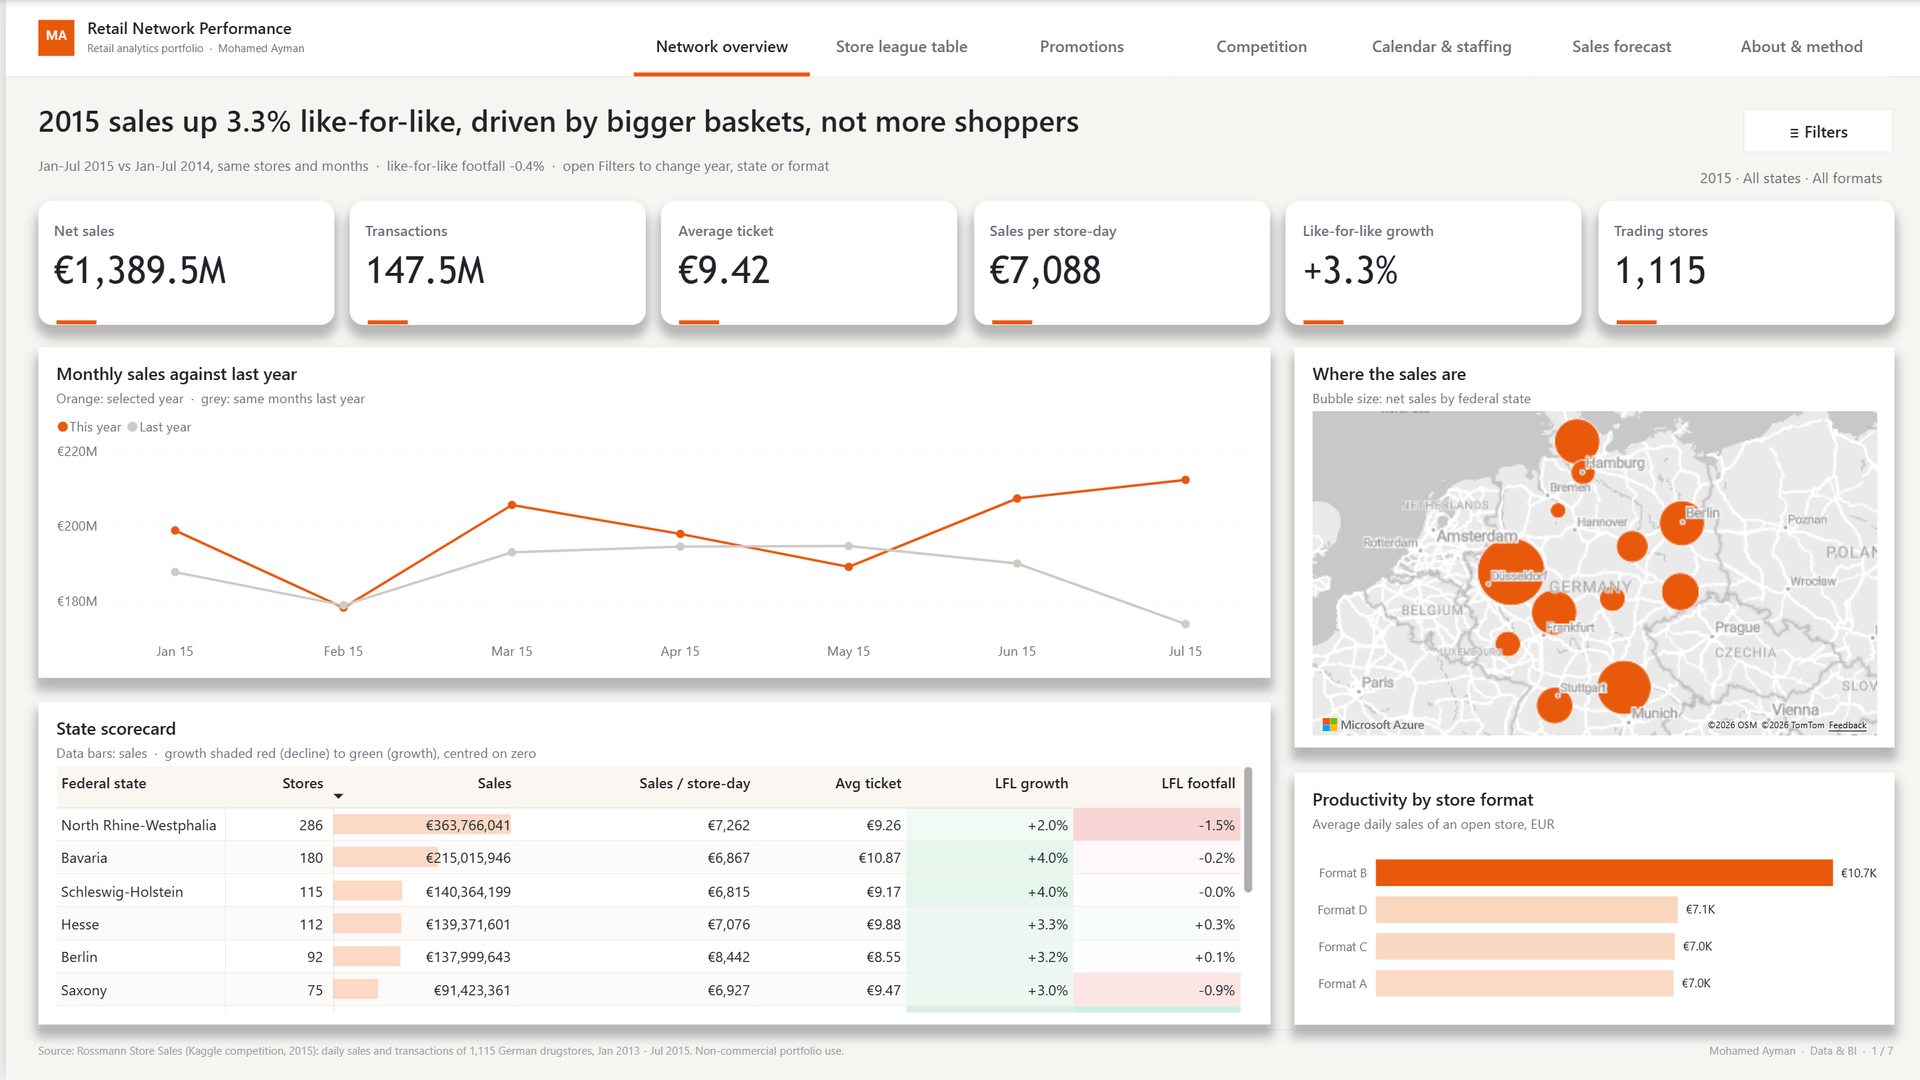 MA
Retail Network Performance
Retail analytics portfolio · Mohamed Ayman
Network overview
Store league table
Promotions
Competition
Calendar & staffing
Sales forecast
About & method
2015 sales up 3.3% like-for-like, driven by bigger baskets, not more shoppers
Jan-Jul 2015 vs Jan-Jul 2014, same stores and months · like-for-like footfall -0.4% · open Filters to change year, state or format
Filters
2015 · All states · All formats
Net sales
€1,389.5M
Transactions
147.5M
Average ticket
€9.42
Sales per store-day
€7,088
Like-for-like growth
+3.3%
Trading stores
1,115
Monthly sales against last year
Orange: selected year · grey: same months last year
This year Last year
€220M
€200M
€180M
Jan 15 Feb 15 Mar 15 Apr 15 May 15 Jun 15 Jul 15
Where the sales are
Bubble size: net sales by federal state
Hamburg
Bremen
NETHERLANDS
Berlin
Hannover
Poznan
Amsterdam
Rotterdam
POLAN
Düsseldorf
GERMANY
Wrocław
BELGIUM
Frankfurt
Prague
LUXEMBOURG
CZECHIA
Paris
Stuttgart
SLOV
Munich
Vienna
Microsoft Azure
©2026 OSM ©2026 TomTom Feedback
State scorecard
Data bars: sales · growth shaded red (decline) to green (growth), centred on zero
Federal state Stores Sales Sales / store-day Avg ticket LFL growth LFL footfall
North Rhine-Westphalia 286 €363,766,041 €7,262 €9.26 +2.0% -1.5%
Bavaria 180 €215,015,946 €6,867 €10.87 +4.0% -0.2%
Schleswig-Holstein 115 €140,364,199 €6,815 €9.17 +4.0% -0.0%
Hesse 112 €139,371,601 €7,076 €9.88 +3.3% +0.3%
Berlin 92 €137,999,643 €8,442 €8.55 +3.2% +0.1%
Saxony 75 €91,423,361 €6,927 €9.47 +3.0% -0.9%
Productivity by store format
Average daily sales of an open store, EUR
Format B €10.7K
Format D €7.1K
Format C €7.0K
Format A €7.0K
Source: Rossmann Store Sales (Kaggle competition, 2015): daily sales and transactions of 1,115 German drugstores, Jan 2013 - Jul 2015. Non-commercial portfolio use.
Mohamed Ayman · Data & BI · 1 / 7